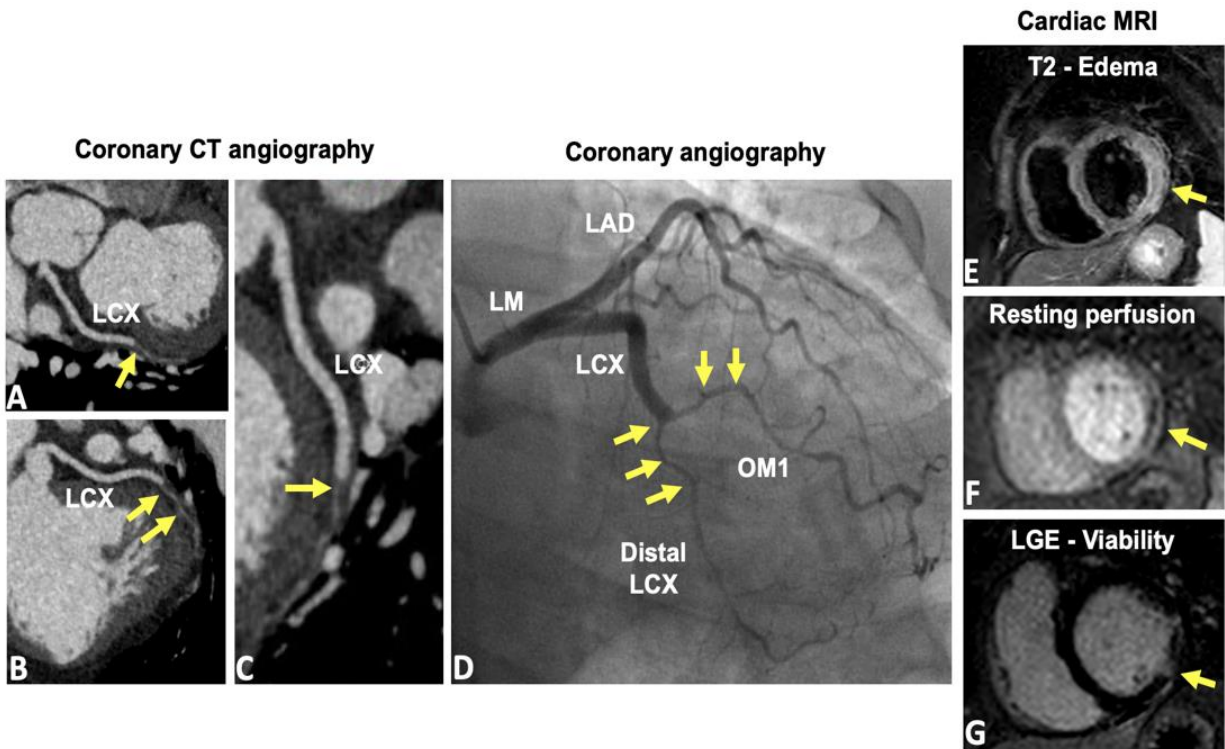 Coronary CT angiography
LCX
A
LCX
B
LCX
C
Coronary angiography
LAD
LM
LCX
OM1
Distal
LCX
D
Cardiac MRI
T2 - Edema
E
Resting perfusion
F
LGE - Viability
G